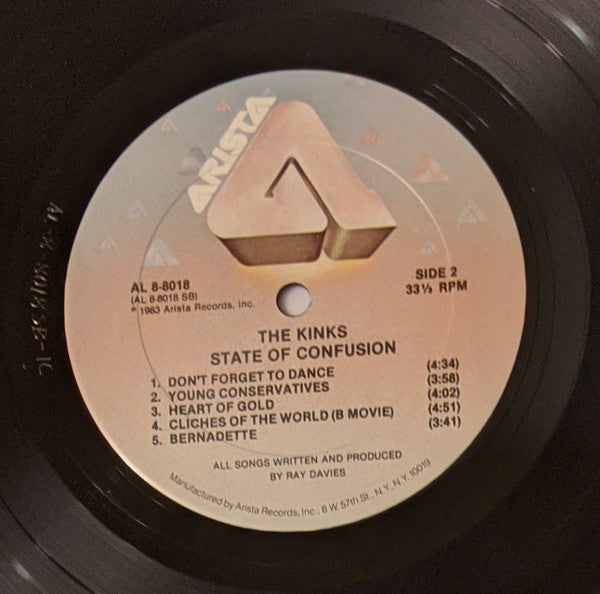 ARISTA™
AL 8-8018
(AL 8-8018 SB)
℗ 1983 Arista Records, Inc.
SIDE 2
33⅓ RPM
THE KINKS
STATE OF CONFUSION
1. DON'T FORGET TO DANCE (4:34)
2. YOUNG CONSERVATIVES (3:58)
3. HEART OF GOLD (4:02)
4. CLICHES OF THE WORLD (B MOVIE) (4:51)
5. BERNADETTE (3:41)
ALL SONGS WRITTEN AND PRODUCED
BY RAY DAVIES
Manufactured by Arista Records, Inc., 6 W. 57th St., N.Y., N.Y. 10019